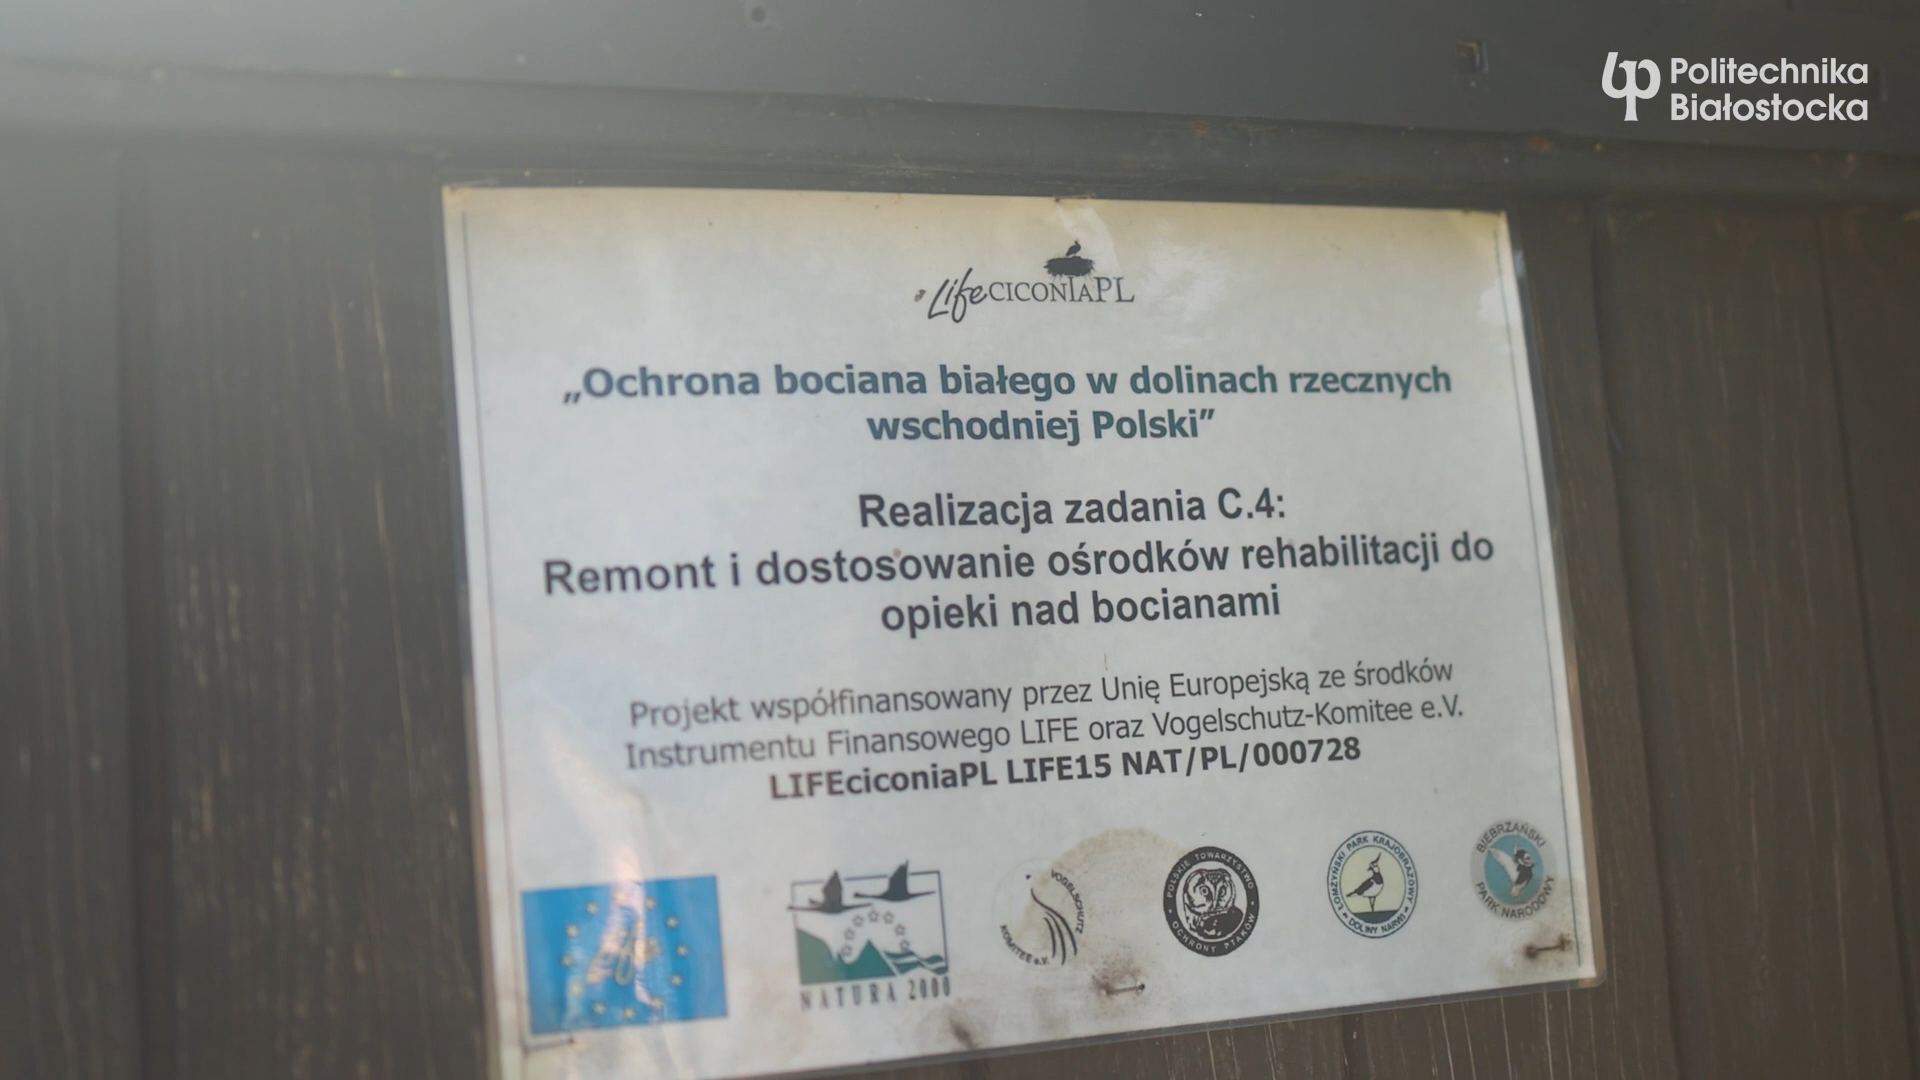 Politechnika
Białostocka
Life CICONIAPL
„Ochrona bociana białego w dolinach rzecznych
wschodniej Polski”
Realizacja zadania C.4:
Remont i dostosowanie ośrodków rehabilitacji do
opieki nad bocianami
Projekt współfinansowany przez Unię Europejską ze środków
Instrumentu Finansowego LIFE oraz Vogelschutz-Komitee e.V.
LIFEciconiaPL LIFE15 NAT/PL/000728
NATURA 2000
VOGELSCHUTZ
KOMITEE e.V.
POLSKIE TOWARZYSTWO
OCHRONY PTAKÓW
ŁOMŻYŃSKI PARK KRAJOBRAZOWY
DOLINY NARWI
BIEBRZAŃSKI
PARK NARODOWY